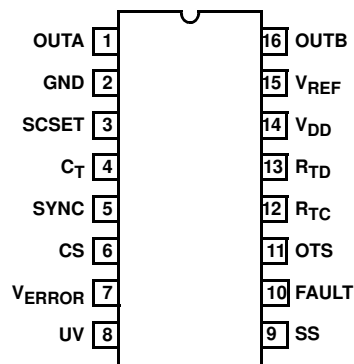 OUTA 1 16 OUTB
GND 2 15 VREF
SCSET 3 14 VDD
CT 4 13 RTD
SYNC 5 12 RTC
CS 6 11 OTS
VERROR 7 10 FAULT
UV 8 9 SS